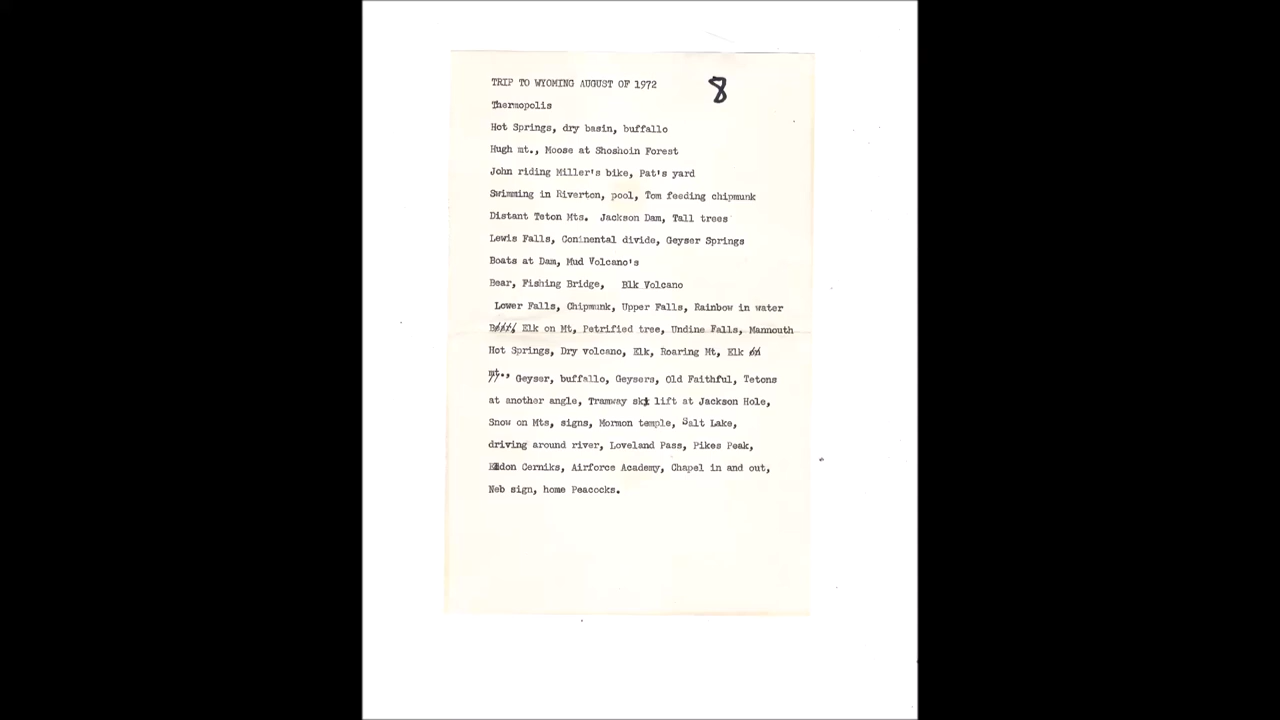 TRIP TO WYOMING AUGUST OF 1972 8
Thermopolis
Hot Springs, dry basin, buffallo
Hugh mt., Moose at Shoshoin Forest
John riding Miller's bike, Pat's yard
Swimming in Riverton, pool, Tom feeding chipmunk
Distant Teton Mts. Jackson Dam, Tall trees
Lewis Falls, Coninental divide, Geyser Springs
Boats at Dam, Mud Volcano's
Bear, Fishing Bridge, Elk Volcano
Lower Falls, Chipmunk, Upper Falls, Rainbow in water
Elk on Mt, Petrified tree, Undine Falls, Mannouth
Hot Springs, Dry volcano, Elk, Roaring Mt, Elk
mt., Geyser, buffallo, Geysers, Old Faithful, Tetons
at another angle, Tramway ski lift at Jackson Hole,
Snow on Mts, signs, Mormon temple, Salt Lake,
driving around river, Loveland Pass, Pikes Peak,
Eldon Cerniks, Airforce Academy, Chapel in and out,
Neb sign, home Peacocks.